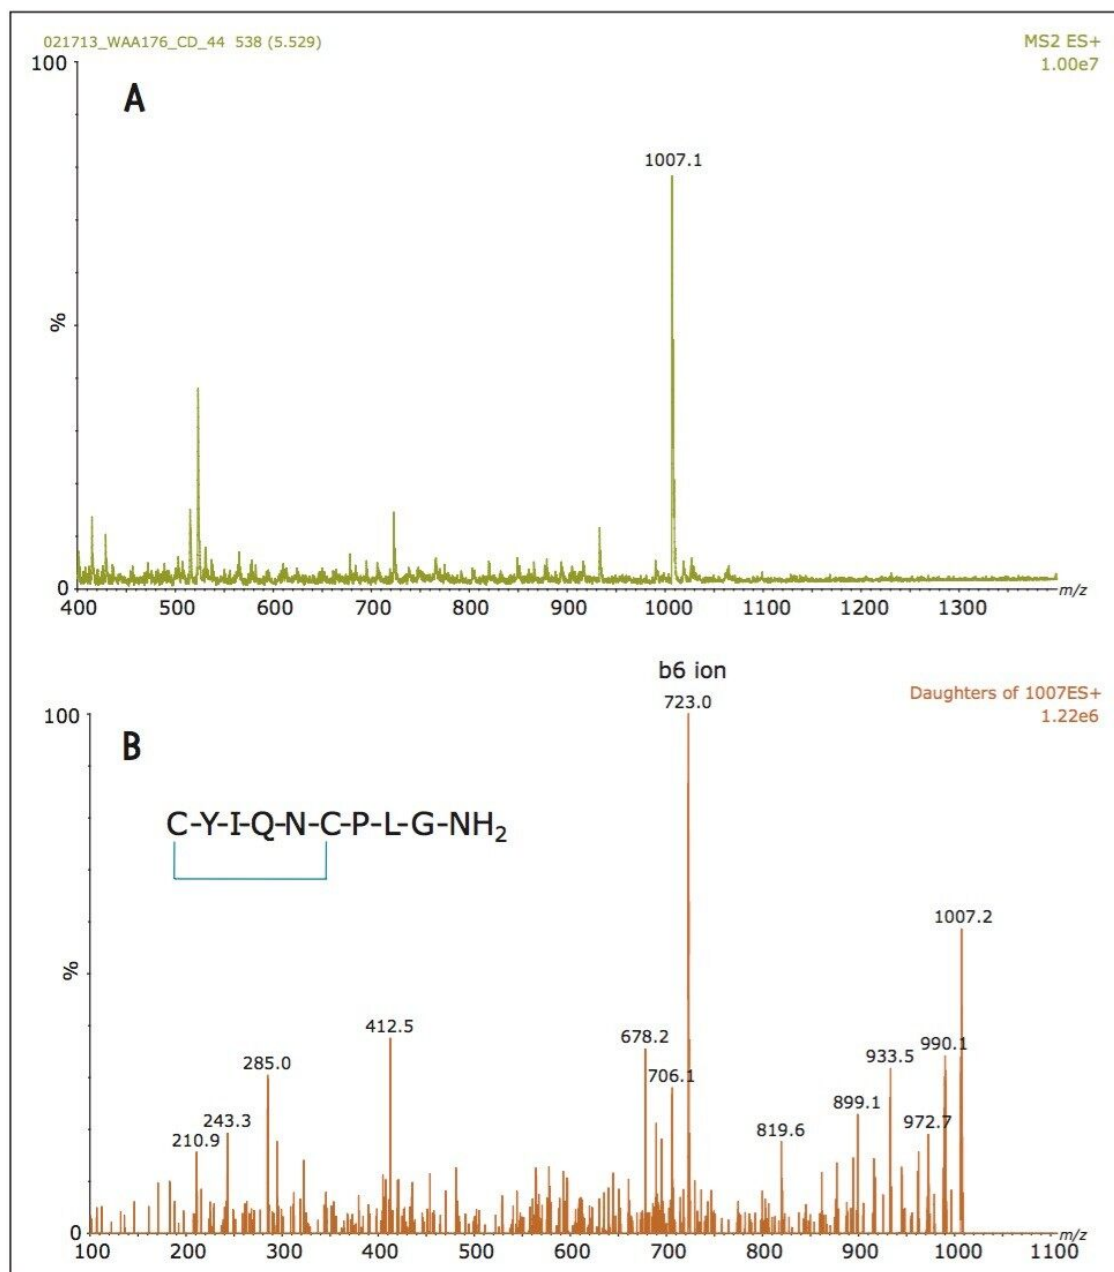 021713_WAA176_CD_44 538 (5.529)
MS2 ES+
1.00e7
100
A
1007.1
%
0
400 500 600 700 800 900 1000 1100 1200 1300
m/z
b6 ion
723.0
Daughters of 1007ES+
1.22e6
100
B
C-Y-I-Q-N-C-P-L-G-NH₂
1007.2
%
412.5
678.2
990.1
285.0
706.1
933.5
899.1
243.3
972.7
210.9
819.6
0
100 200 300 400 500 600 700 800 900 1000 1100
m/z